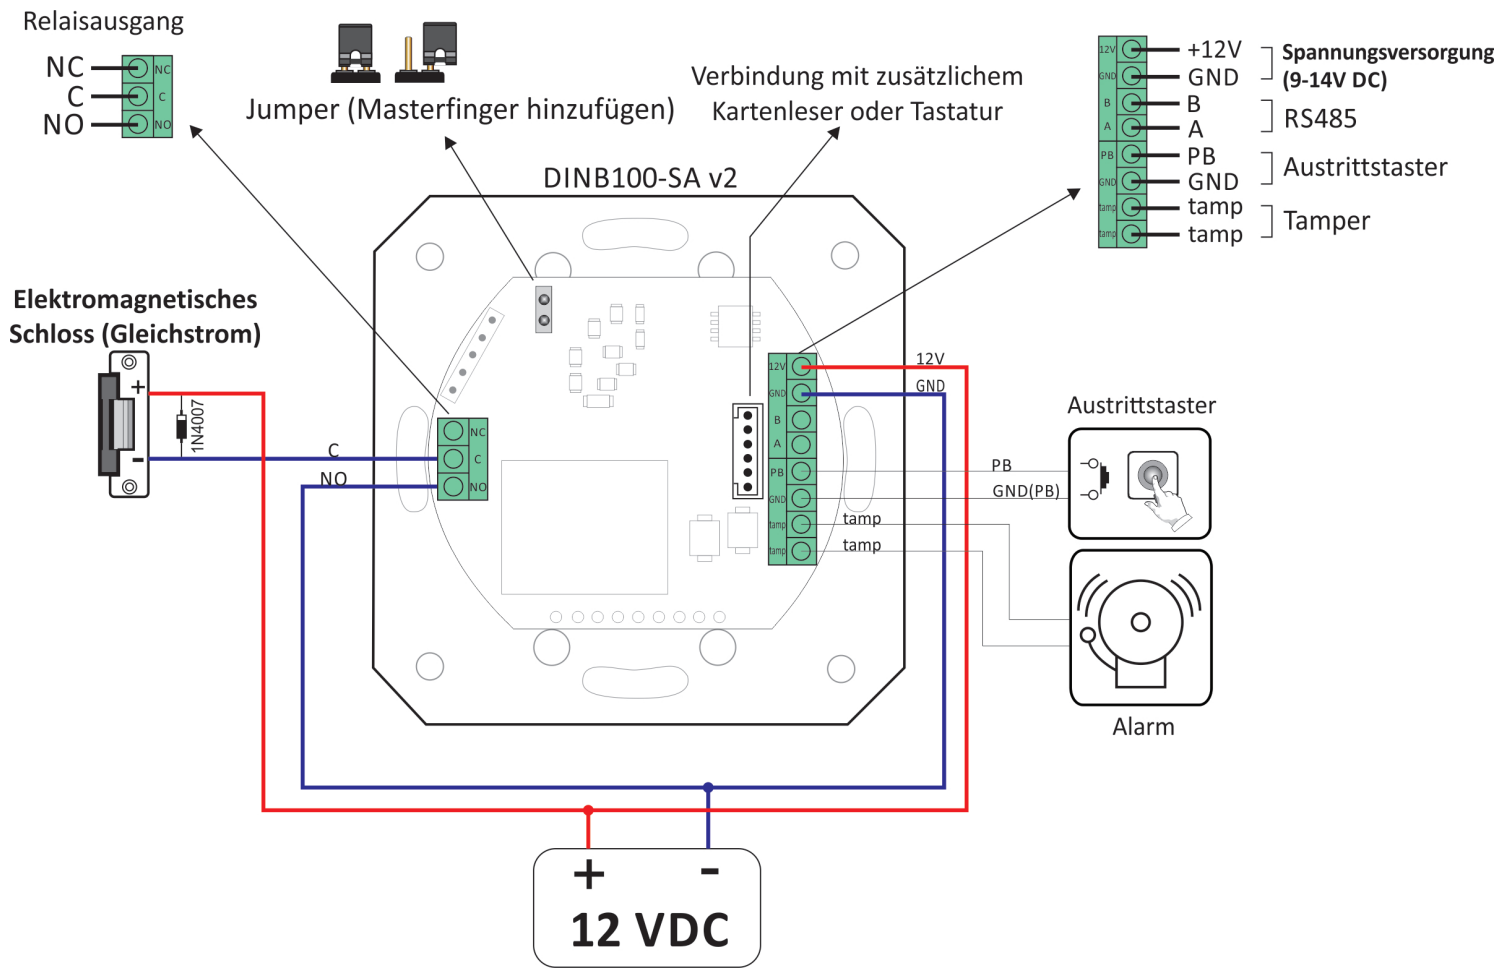 Relaisausgang
NC
C
NO
NC
C
NO
Jumper (Masterfinger hinzufügen)
Verbindung mit zusätzlichem
Kartenleser oder Tastatur
12V
GND
B
A
PB
GND
tamp
tamp
+12V
GND
B
A
PB
GND
tamp
tamp
Spannungsversorgung
(9-14V DC)
RS485
Austrittstaster
Tamper
DINB100-SA v2
Elektromagnetisches
Schloss (Gleichstrom)
+
-
1N4007
C
NO
NC
C
NO
12V
GND
B
A
PB
GND
tamp
tamp
12V
GND
PB
GND(PB)
tamp
tamp
Austrittstaster
Alarm
+ -
12 VDC